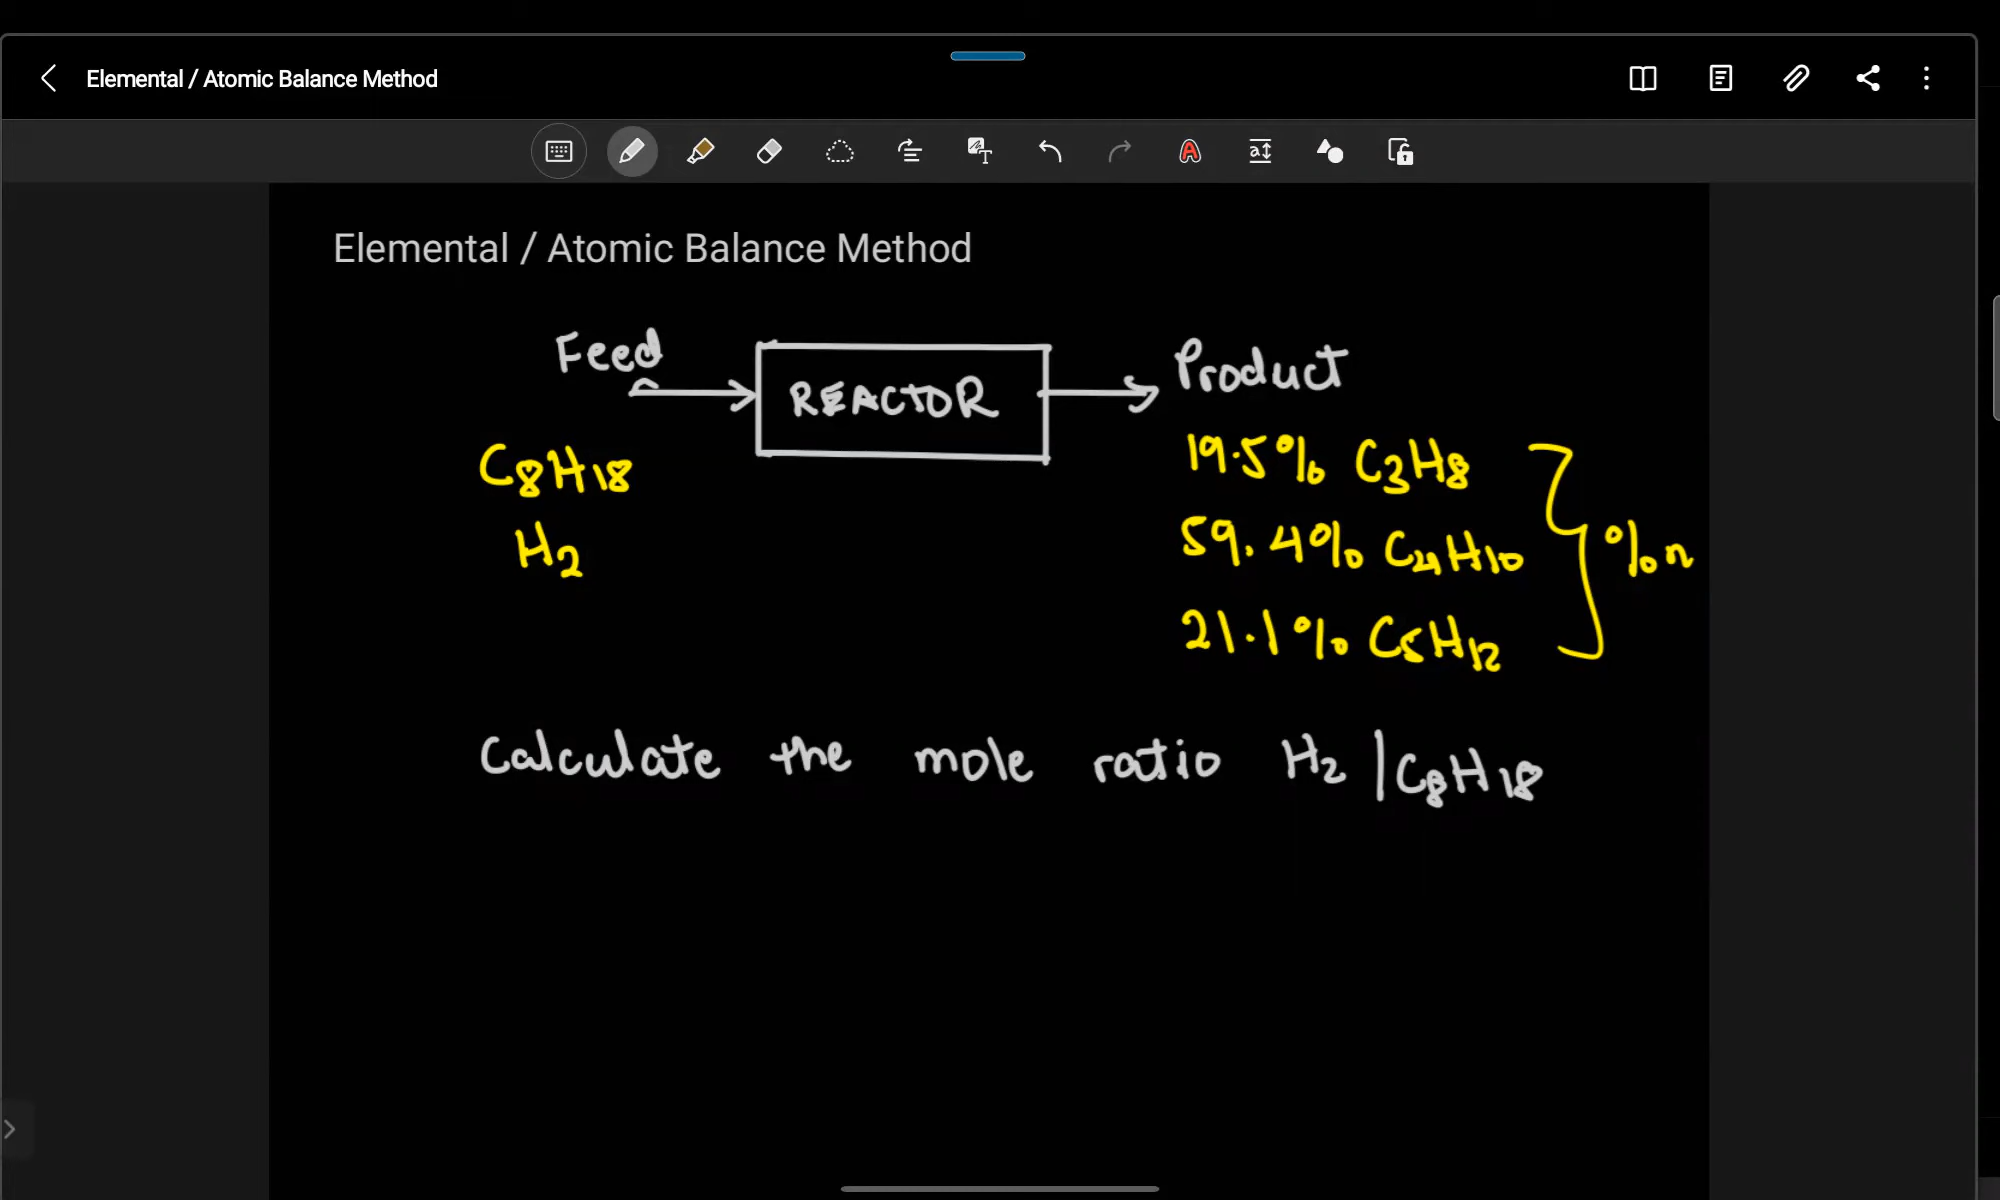 Elemental / Atomic Balance Method
Elemental / Atomic Balance Method
Feed
REACTOR
Product
C8H18
H2
19.5% C3H8
59.4% C4H10
21.1% C5H12
%n
Calculate the mole ratio H2 | C8H18